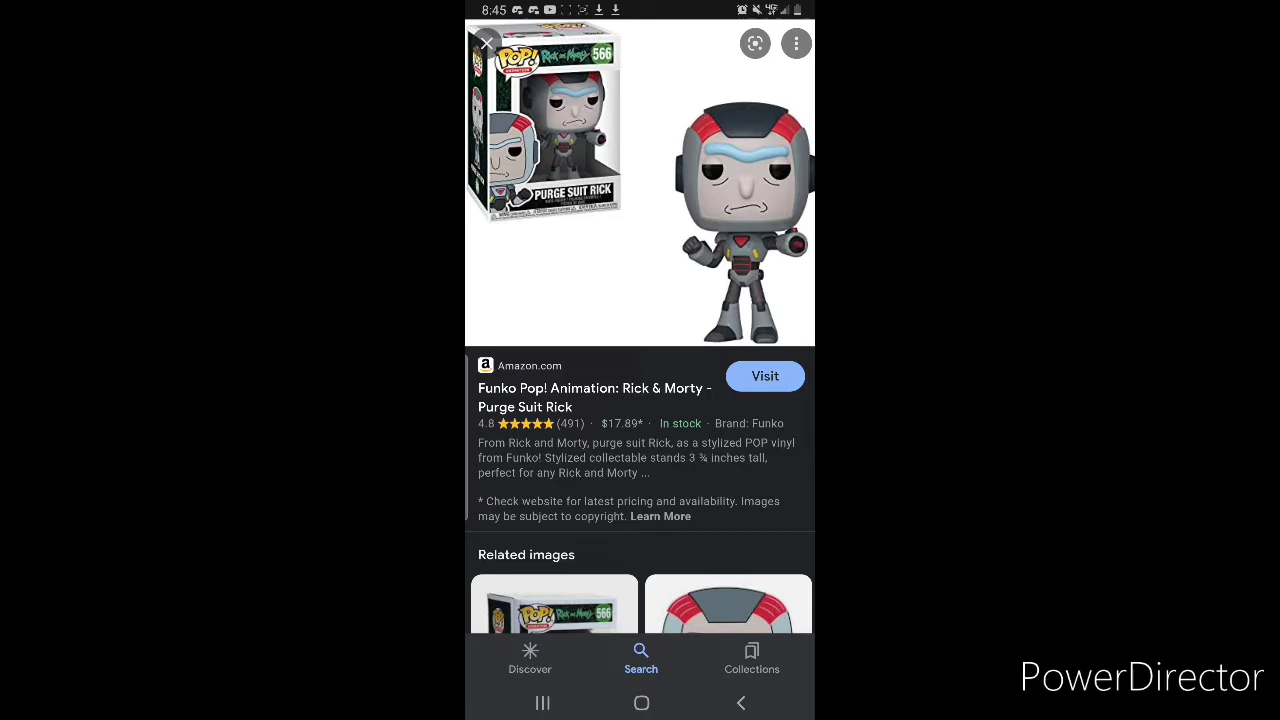 8:45
POP!
ANIMATION
Rick and Morty
566
PURGE SUIT RICK
Amazon.com
Visit
Funko Pop! Animation: Rick & Morty -
Purge Suit Rick
4.8 ★★★★★ (491) · $17.89* · In stock · Brand: Funko
From Rick and Morty, purge suit Rick, as a stylized POP vinyl
from Funko! Stylized collectable stands 3 ¾ inches tall,
perfect for any Rick and Morty ...
* Check website for latest pricing and availability. Images
may be subject to copyright. Learn More
Related images
POP!
Rick and Morty
566
Discover
Search
Collections
PowerDirector